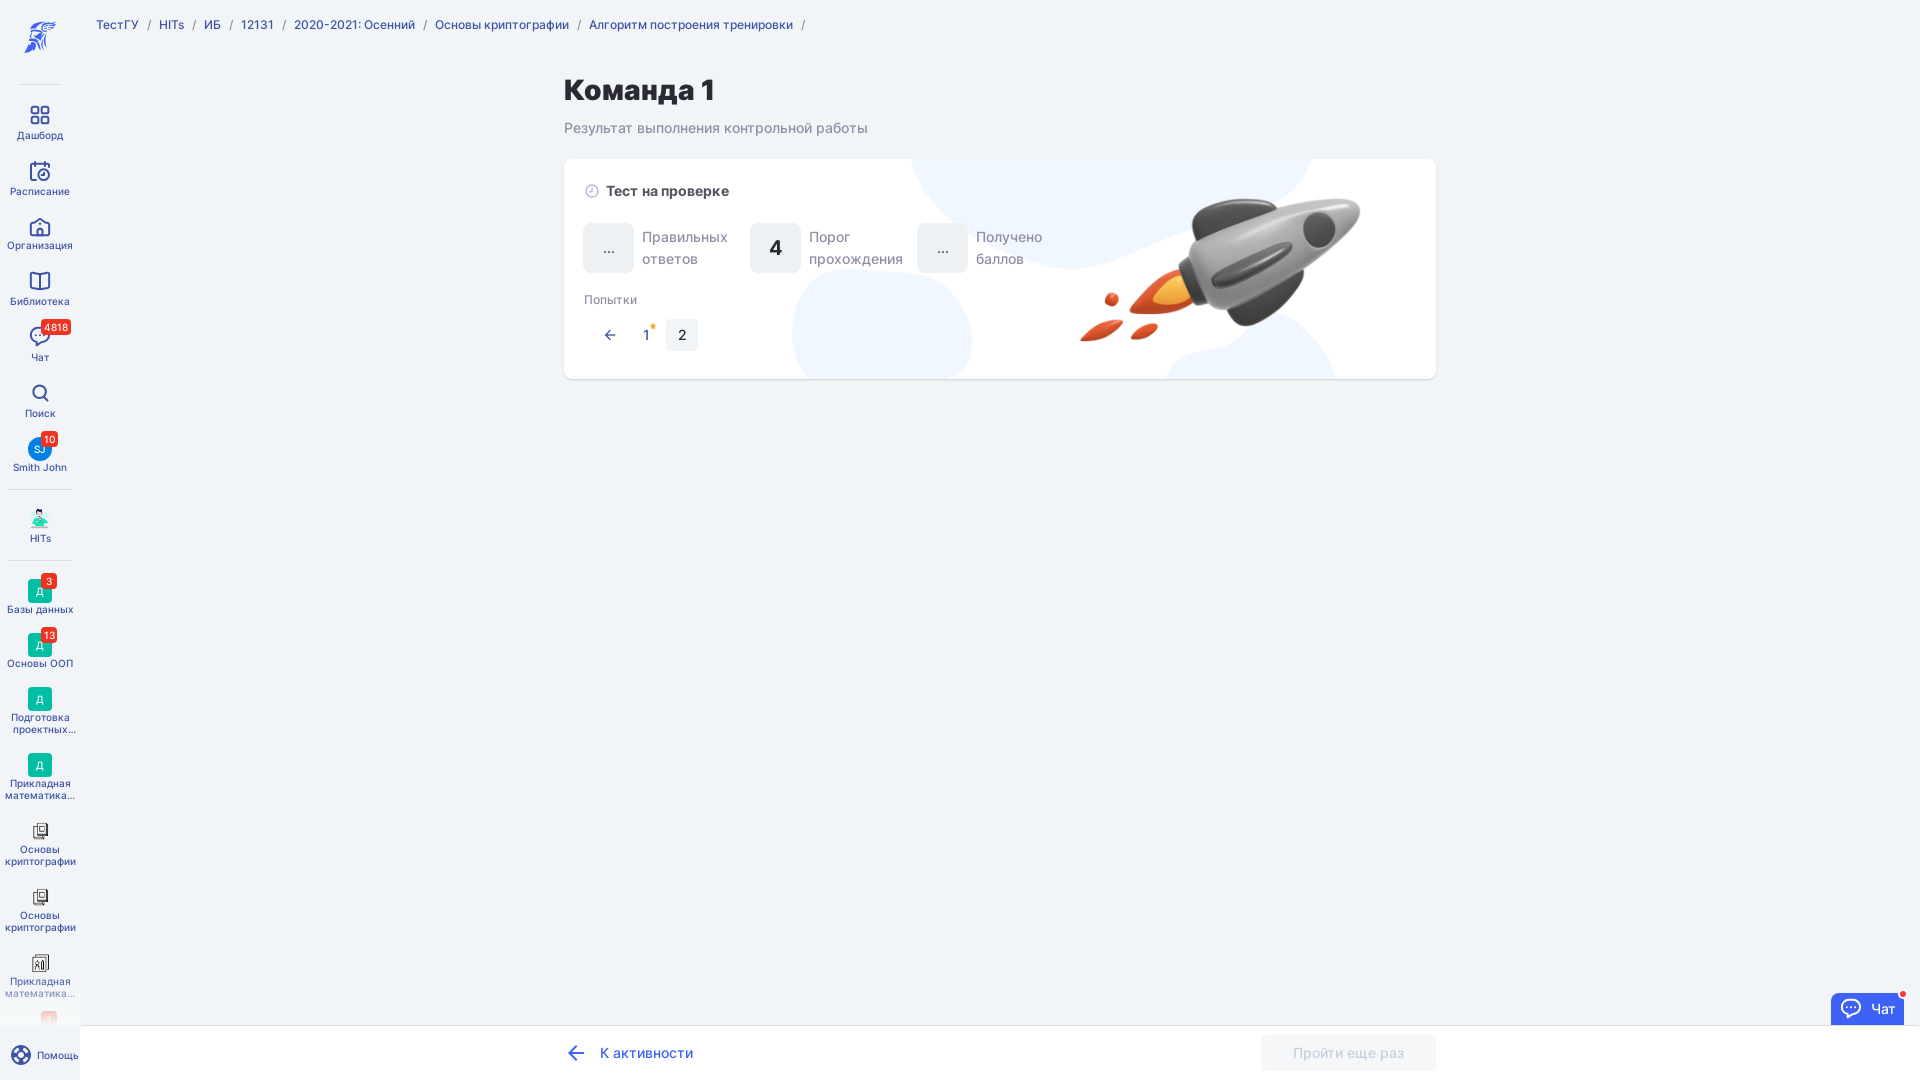 ТестГУ / HITs / ИБ / 12131 / 2020-2021: Осенний / Основы криптографии / Алгоритм построения тренировки /
Дашборд
Расписание
Организация
Библиотека
4818
Чат
Поиск
10
SJ
Smith John
HITs
3
Д
Базы данных
13
Д
Основы ООП
Д
Подготовка
проектных...
Д
Прикладная
математика...
Основы
криптографии
Основы
криптографии
Прикладная
математика...
1
Помощь
Команда 1
Результат выполнения контрольной работы
Тест на проверке
... Правильных
ответов
4 Порог
прохождения
... Получено
баллов
Попытки
1 2
Чат
К активности
Пройти еще раз